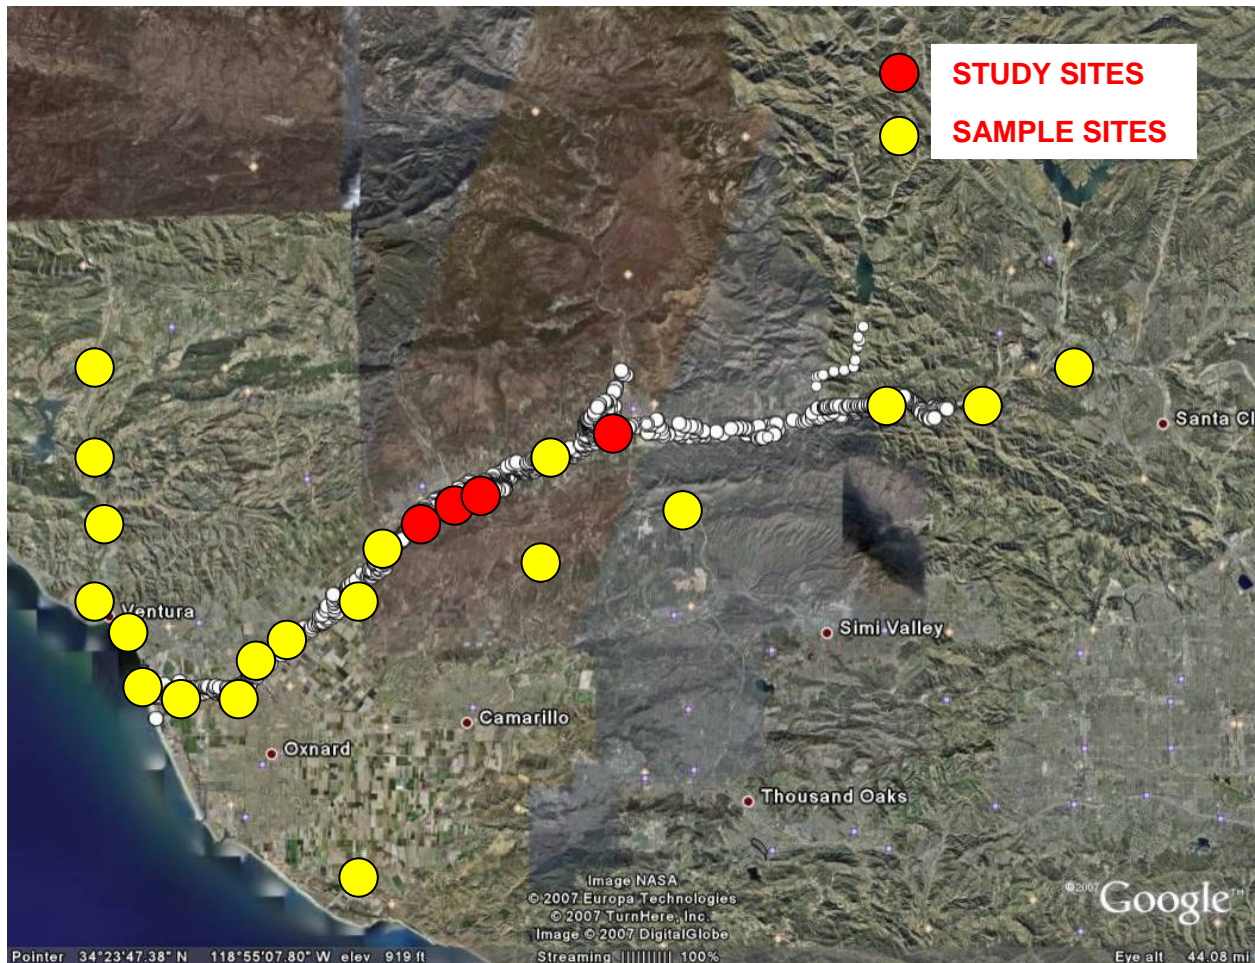 STUDY SITES
SAMPLE SITES
Santa Cl
Ventura
Simi Valley
Camarillo
Oxnard
Thousand Oaks
Image NASA
© 2007 Europa Technologies
© 2007 TurnHere, Inc.
Image © 2007 DigitalGlobe
©2007 Google™
Pointer 34°23'47.38" N 118°55'07.80" W elev 919 ft Streaming |||||||||| 100% Eye alt 44.08 mi